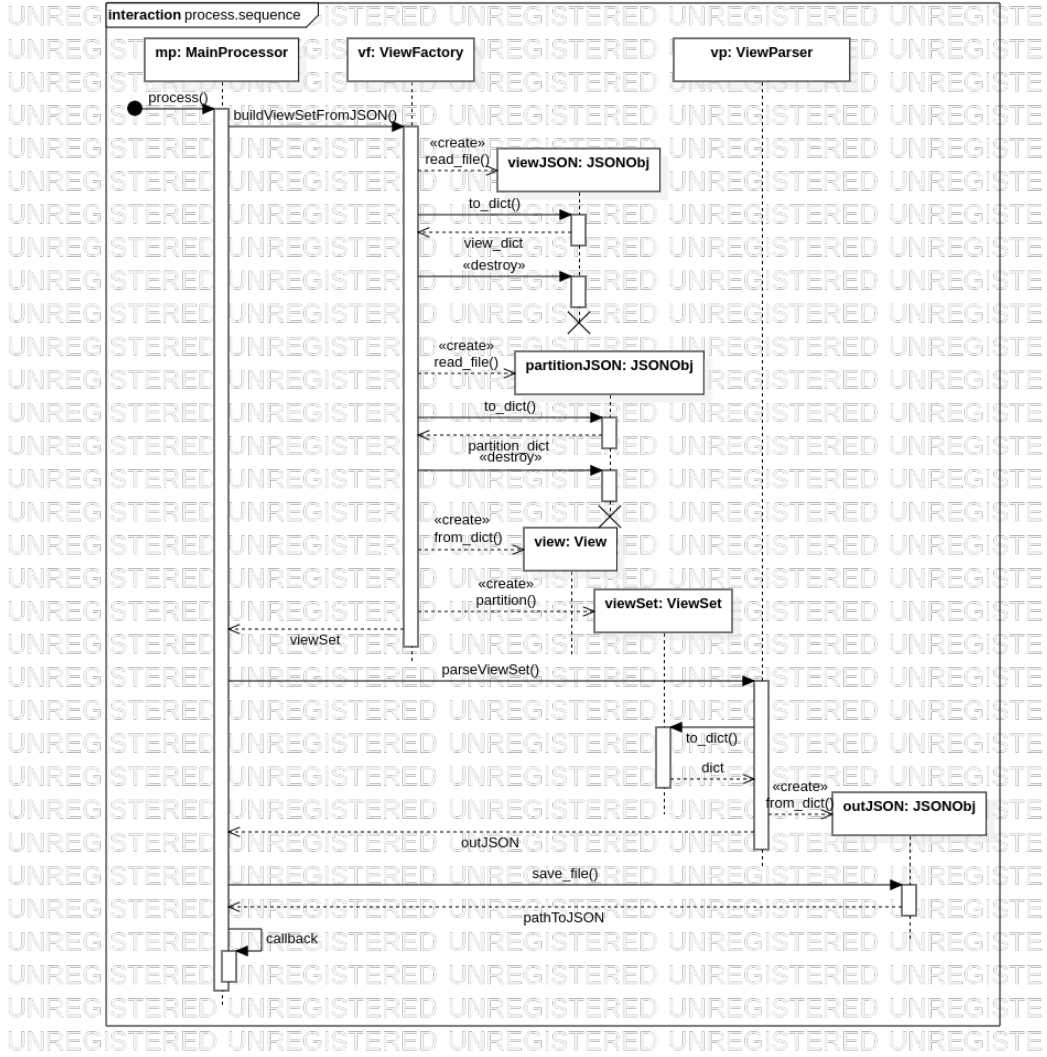 interaction process.sequence
mp: MainProcessor
vf: ViewFactory
vp: ViewParser
process()
buildViewSetFromJSON()
«create»
read_file()
viewJSON: JSONObj
to_dict()
view_dict
«destroy»
«create»
read_file()
partitionJSON: JSONObj
to_dict()
partition_dict
«destroy»
«create»
from_dict()
view: View
«create»
partition()
viewSet: ViewSet
viewSet
parseViewSet()
to_dict()
dict
«create»
from_dict()
outJSON: JSONObj
outJSON
save_file()
pathToJSON
callback
UNREGISTERED